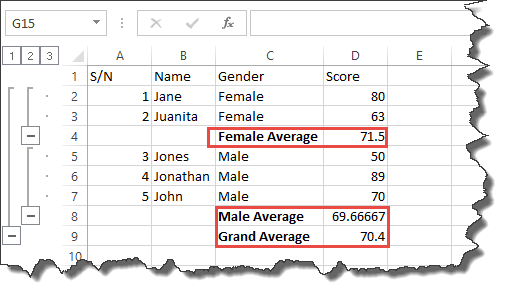 G15 fx
1 2 3 A B C D E
1 S/N Name Gender Score
2 1 Jane Female 80
3 2 Juanita Female 63
4 Female Average 71.5
5 3 Jones Male 50
6 4 Jonathan Male 89
7 5 John Male 70
8 Male Average 69.66667
9 Grand Average 70.4
10